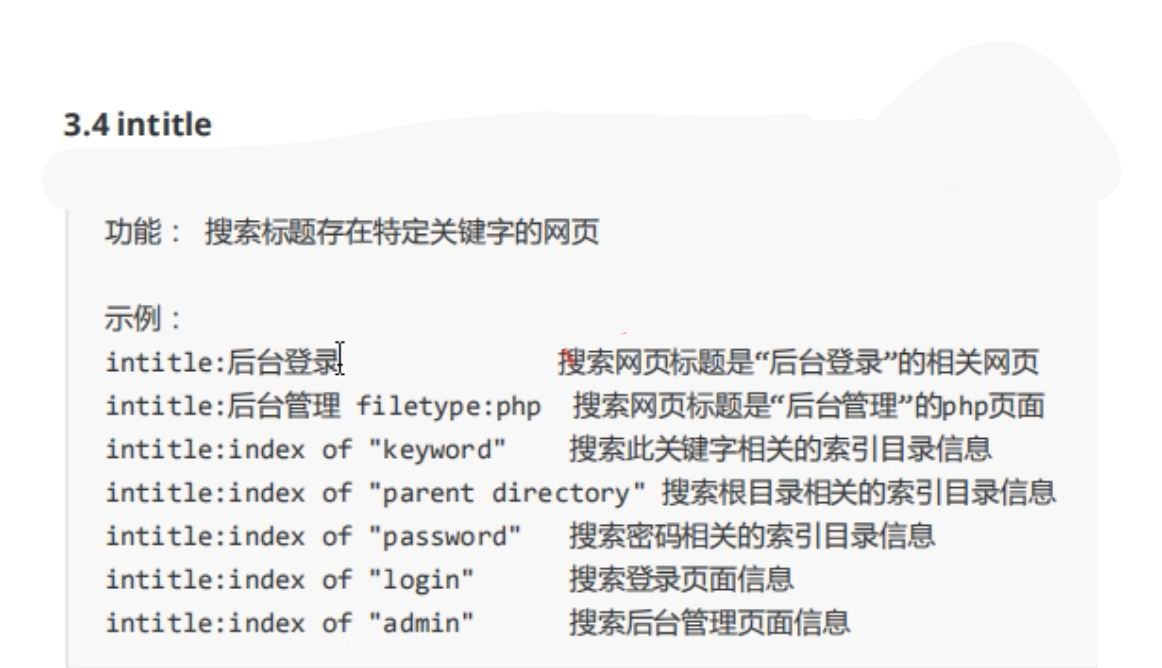 3.4 intitle
功能： 搜索标题存在特定关键字的网页
示例：
intitle:后台登录 搜索网页标题是“后台登录”的相关网页
intitle:后台管理 filetype:php 搜索网页标题是“后台管理”的php页面
intitle:index of "keyword" 搜索此关键字相关的索引目录信息
intitle:index of "parent directory" 搜索根目录相关的索引目录信息
intitle:index of "password" 搜索密码相关的索引目录信息
intitle:index of "login" 搜索登录页面信息
intitle:index of "admin" 搜索后台管理页面信息